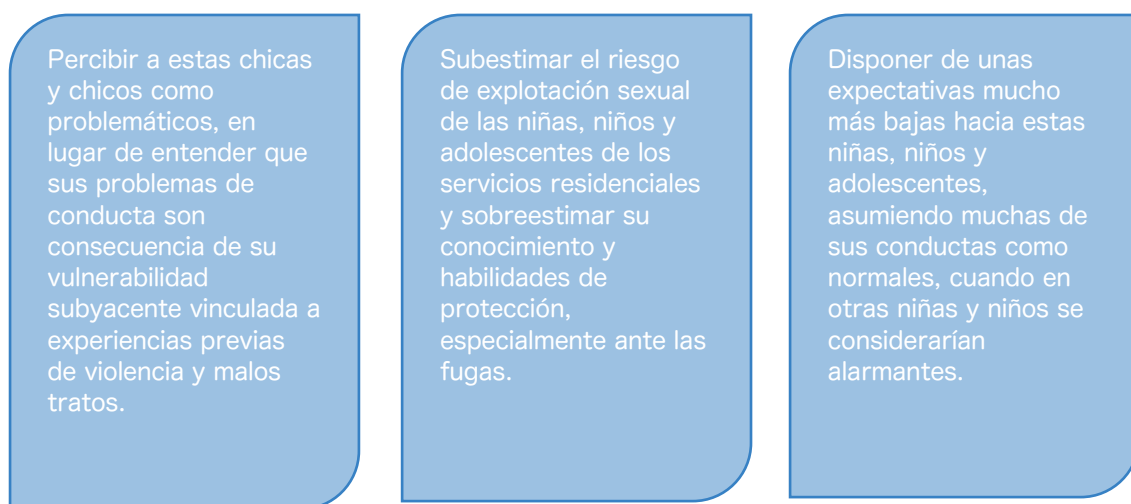 Percibir a estas chicas
y chicos como
problemáticos, en
lugar de entender que
sus problemas de
conducta son
consecuencia de su
vulnerabilidad
subyacente vinculada a
experiencias previas
de violencia y malos
tratos.
Subestimar el riesgo
de explotación sexual
de las niñas, niños y
adolescentes de los
servicios residenciales
y sobreestimar su
conocimiento y
habilidades de
protección,
especialmente ante las
fugas.
Disponer de unas
expectativas mucho
más bajas hacia estas
niñas, niños y
adolescentes,
asumiendo muchas de
sus conductas como
normales, cuando en
otras niñas y niños se
considerarían
alarmantes.